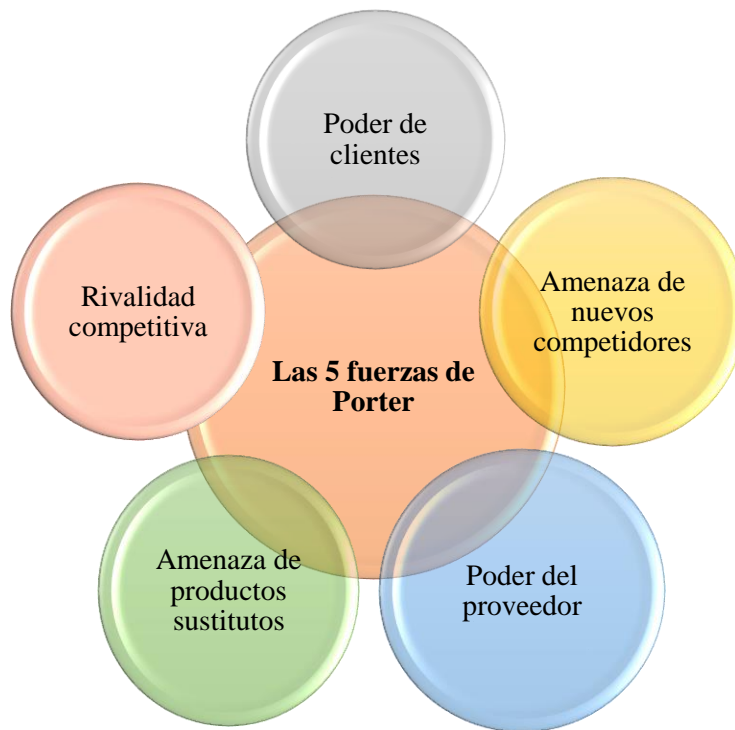 Poder de
clientes
Amenaza de
nuevos
competidores
Rivalidad
competitiva
Las 5 fuerzas de
Porter
Amenaza de
productos
sustitutos
Poder del
proveedor